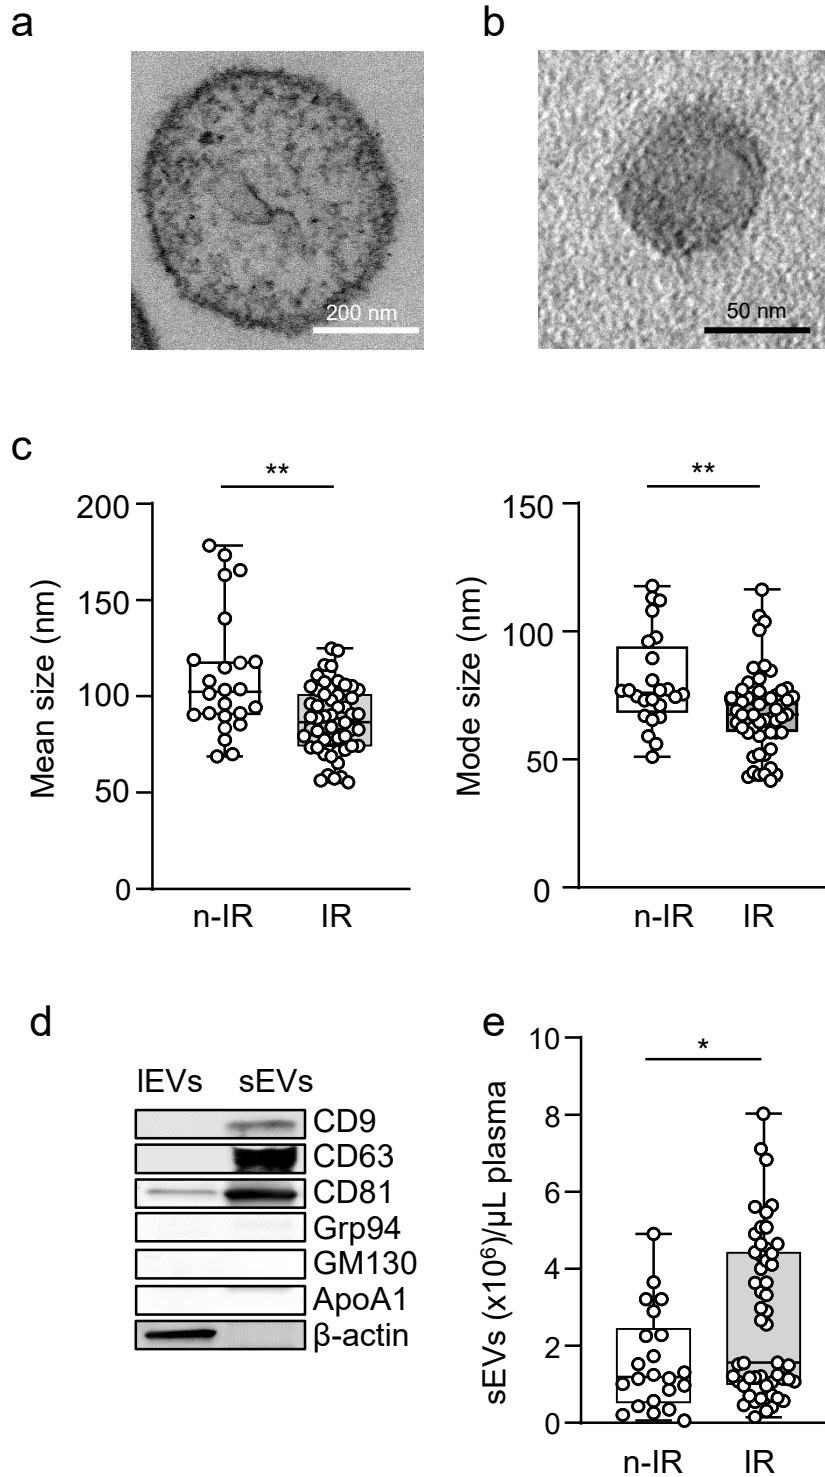 a
b
200 nm
50 nm
c
**
**
200
150
100
50
0
Mean size (nm)
n-IR
IR
150
100
50
0
Mode size (nm)
n-IR
IR
d
lEVs sEVs
CD9
CD63
CD81
Grp94
GM130
ApoA1
β-actin
e
*
10
8
6
4
2
0
sEVs (x10⁶)/μL plasma
n-IR
IR